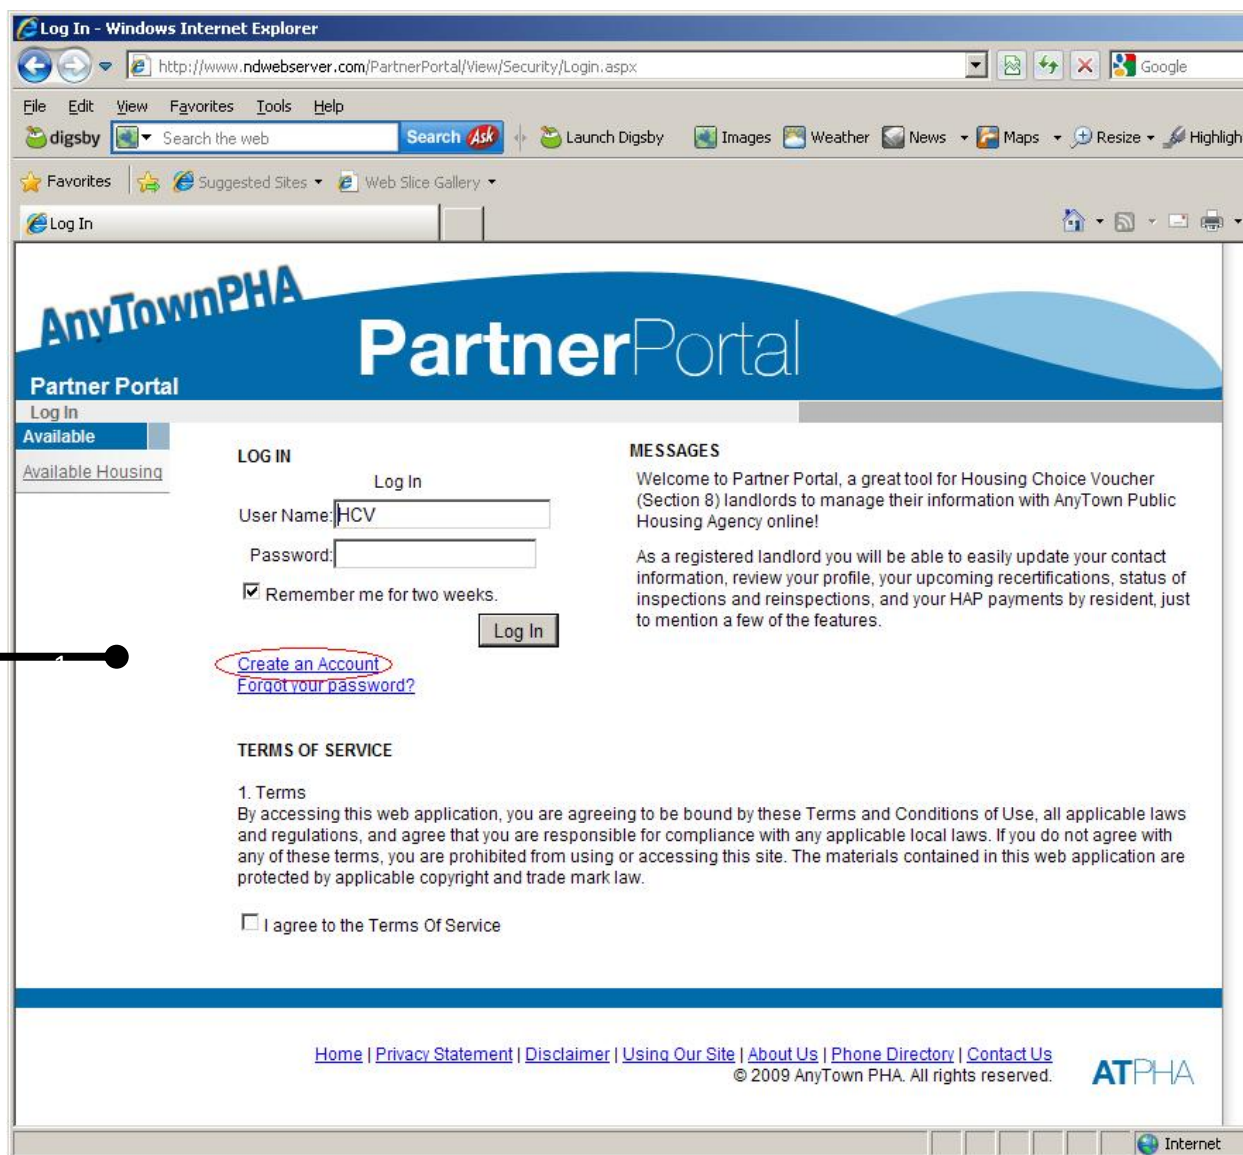 Log In - Windows Internet Explorer
http://www.ndwebserver.com/PartnerPortal/View/Security/Login.aspx
Google
File Edit View Favorites Tools Help
digsby Search the web Search Ask Launch Digsby Images Weather News Maps Resize Highligh
Favorites Suggested Sites Web Slice Gallery
Log In
AnyTownPHA
PartnerPortal
Partner Portal
Log In
Available
Available Housing
LOG IN
Log In
User Name: HCV
Password:
Remember me for two weeks.
Log In
1
Create an Account
Forgot your password?
MESSAGES
Welcome to Partner Portal, a great tool for Housing Choice Voucher
(Section 8) landlords to manage their information with AnyTown Public
Housing Agency online!
As a registered landlord you will be able to easily update your contact
information, review your profile, your upcoming recertifications, status of
inspections and reinspections, and your HAP payments by resident, just
to mention a few of the features.
TERMS OF SERVICE
1. Terms
By accessing this web application, you are agreeing to be bound by these Terms and Conditions of Use, all applicable laws
and regulations, and agree that you are responsible for compliance with any applicable local laws. If you do not agree with
any of these terms, you are prohibited from using or accessing this site. The materials contained in this web application are
protected by applicable copyright and trade mark law.
I agree to the Terms Of Service
Home | Privacy Statement | Disclaimer | Using Our Site | About Us | Phone Directory | Contact Us
© 2009 AnyTown PHA. All rights reserved.
ATPHA
Internet